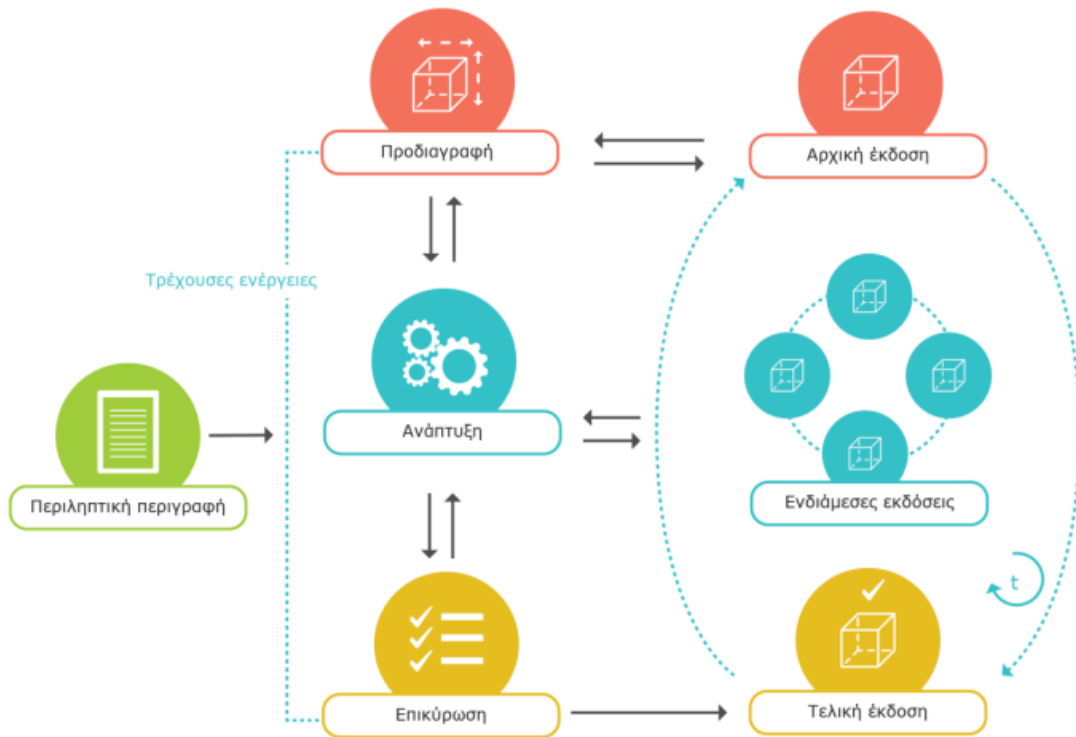 Προδιαγραφή
Αρχική έκδοση
Τρέχουσες ενέργειες
Ανάπτυξη
Περιληπτική περιγραφή
Ενδιάμεσες εκδόσεις
t
Επικύρωση
Τελική έκδοση